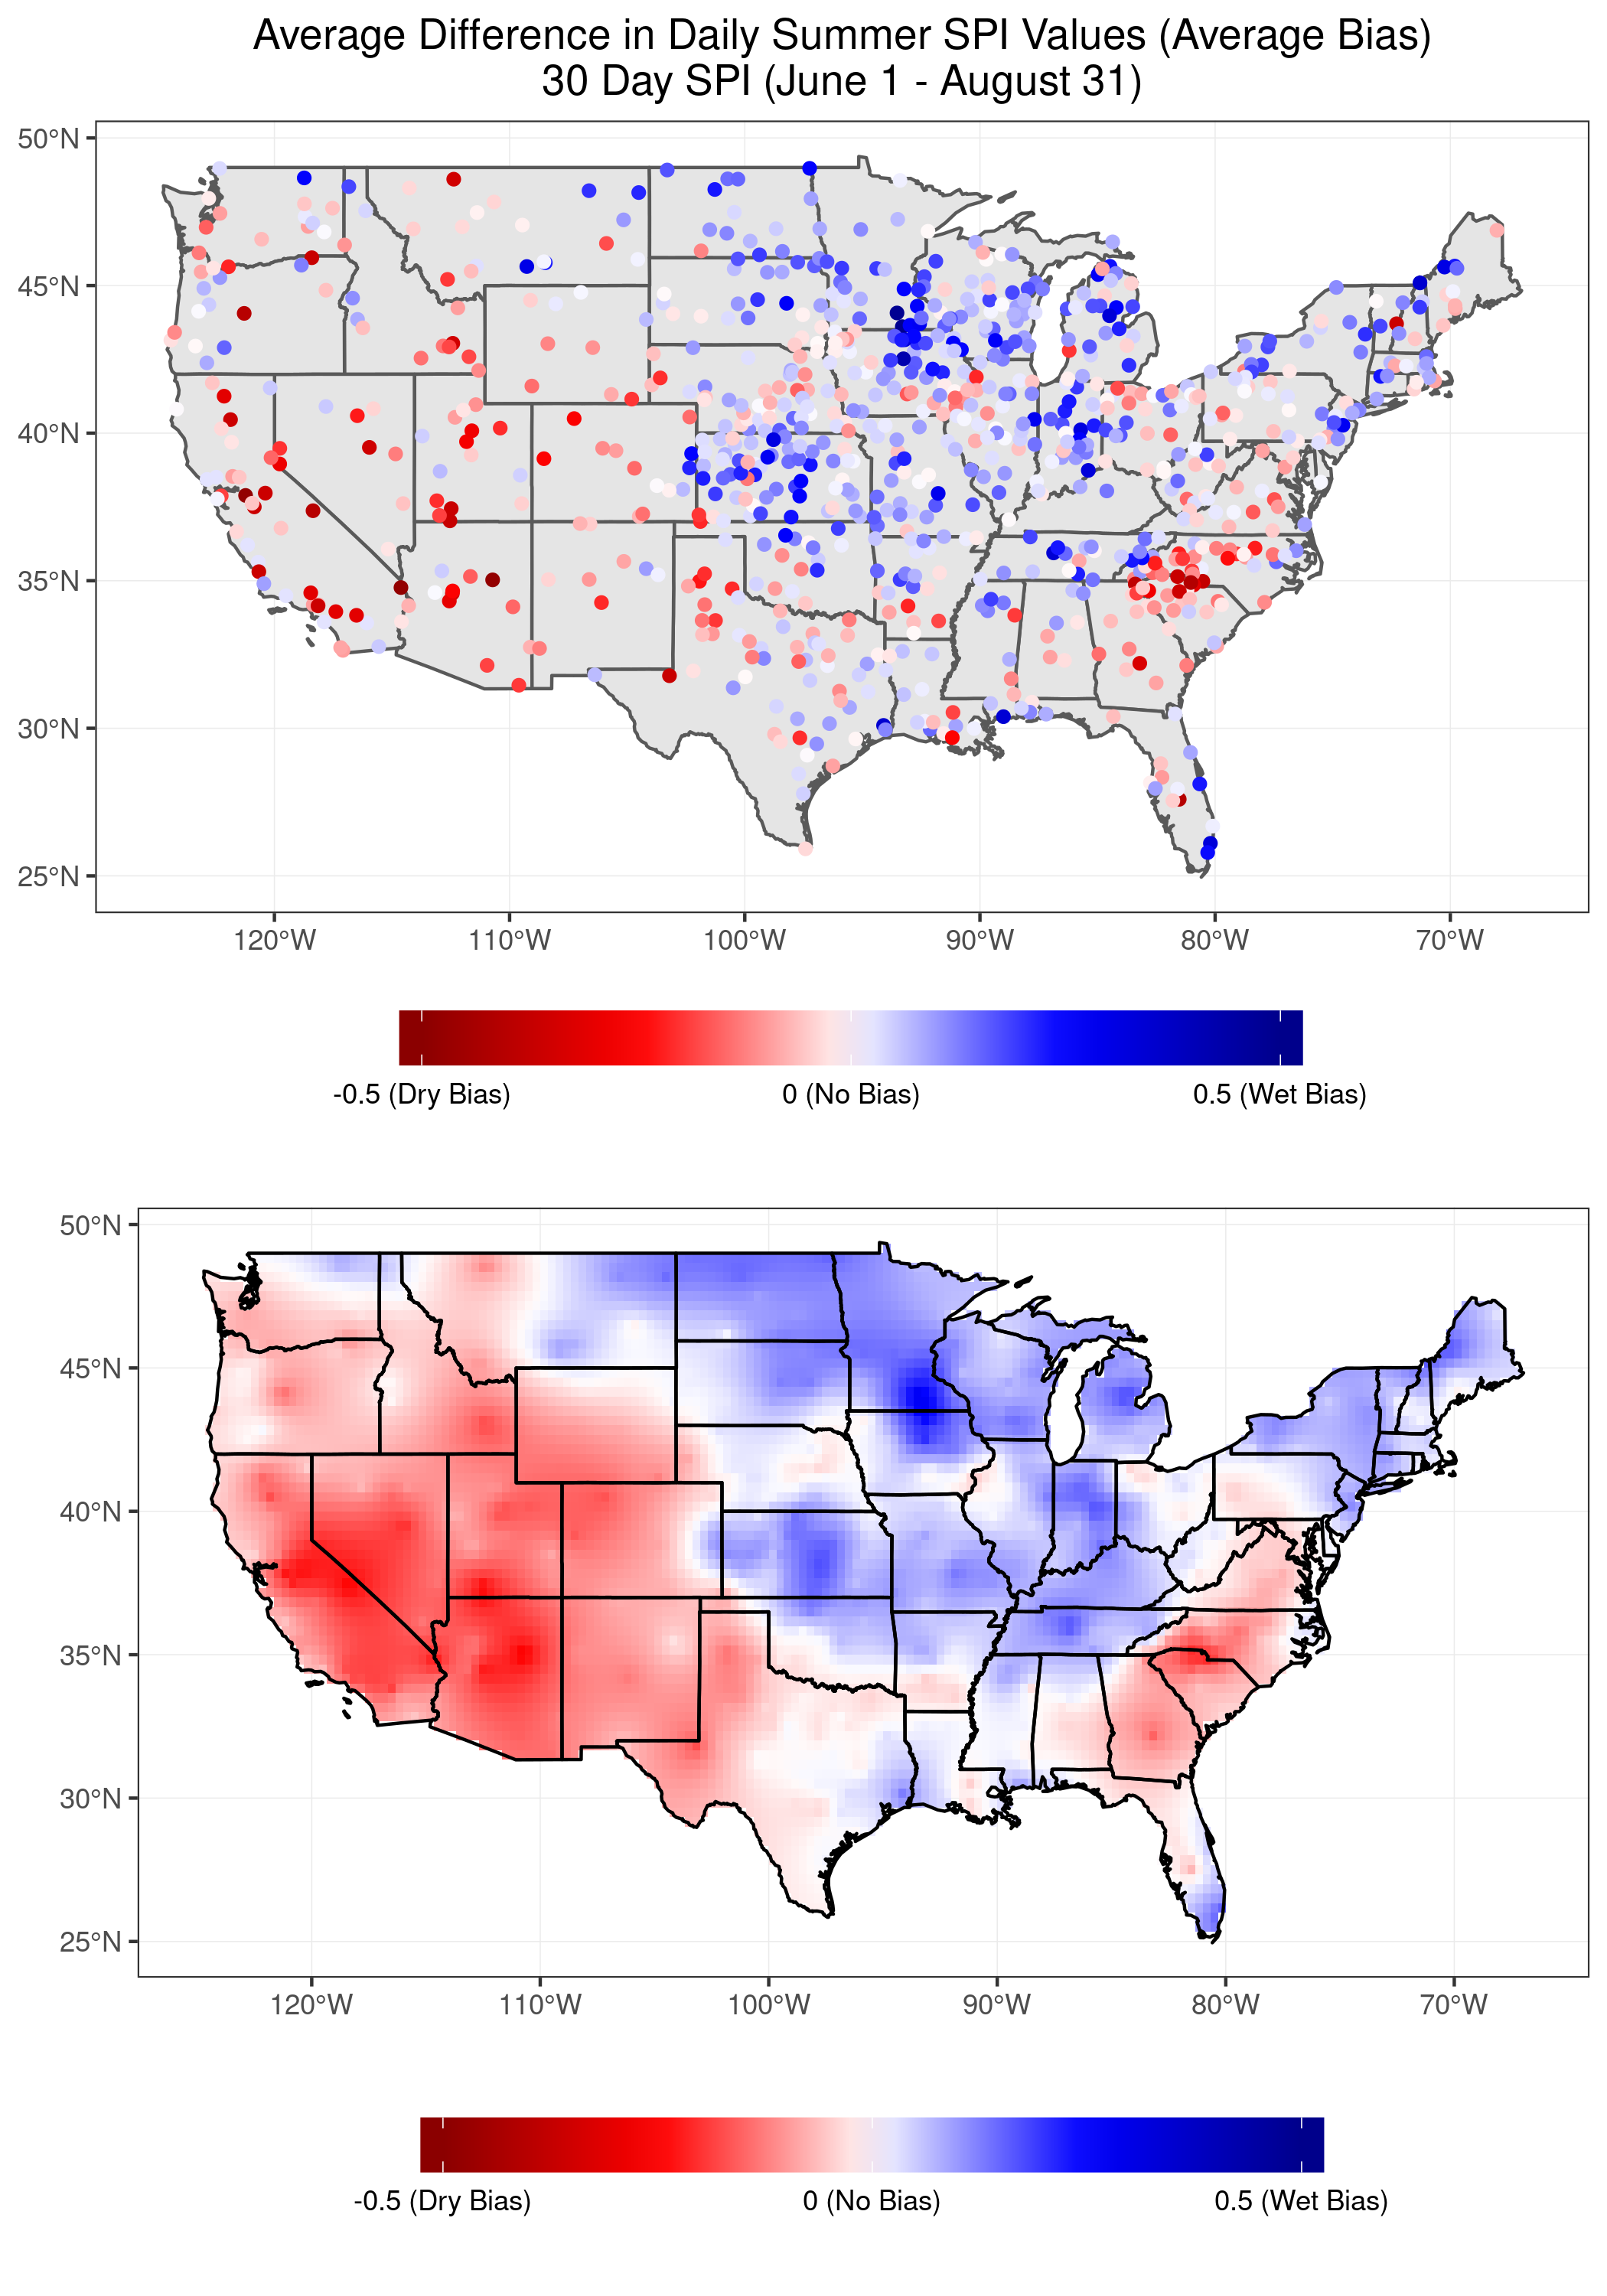 Average Difference in Daily Summer SPI Values (Average Bias)
30 Day SPI (June 1 - August 31)
50°N
45°N
40°N
35°N
30°N
25°N
120°W 110°W 100°W 90°W 80°W 70°W
-0.5 (Dry Bias) 0 (No Bias) 0.5 (Wet Bias)
50°N
45°N
40°N
35°N
30°N
25°N
120°W 110°W 100°W 90°W 80°W 70°W
-0.5 (Dry Bias) 0 (No Bias) 0.5 (Wet Bias)